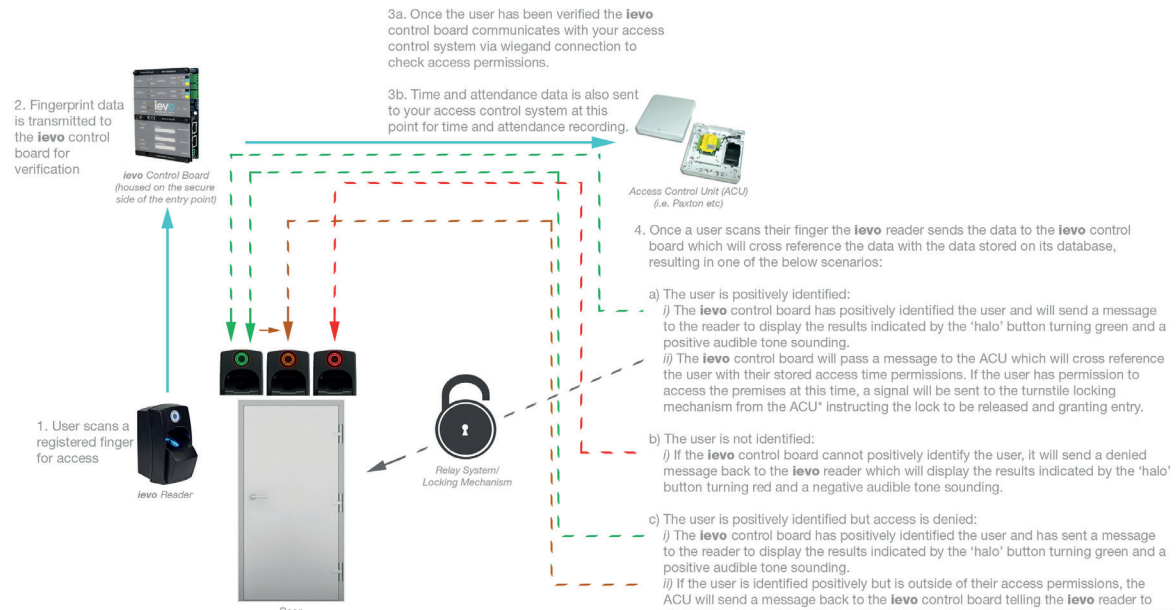 3a. Once the user has been verified the ievo
control board communicates with your access
control system via wiegand connection to
check access permissions.
3b. Time and attendance data is also sent
to your access control system at this
point for time and attendance recording.
2. Fingerprint data
is transmitted to
the ievo control
board for
verification
ievo
ievo Control Board
(housed on the secure
side of the entry point)
Access Control Unit (ACU)
(i.e. Paxton etc)
1. User scans a
registered finger
for access
ievo Reader
Relay System/
Locking Mechanism
Door
4. Once a user scans their finger the ievo reader sends the data to the ievo control
board which will cross reference the data with the data stored on its database,
resulting in one of the below scenarios:
a) The user is positively identified:
i) The ievo control board has positively identified the user and will send a message
to the reader to display the results indicated by the ‘halo’ button turning green and a
positive audible tone sounding.
ii) The ievo control board will pass a message to the ACU which will cross reference
the user with their stored access time permissions. If the user has permission to
access the premises at this time, a signal will be sent to the turnstile locking
mechanism from the ACU* instructing the lock to be released and granting entry.
b) The user is not identified:
i) If the ievo control board cannot positively identify the user, it will send a denied
message back to the ievo reader which will display the results indicated by the ‘halo’
button turning red and a negative audible tone sounding.
c) The user is positively identified but access is denied:
i) The ievo control board has positively identified the user and has sent a message
to the reader to display the results indicated by the ‘halo’ button turning green and a
positive audible tone sounding.
ii) If the user is identified positively but is outside of their access permissions, the
ACU will send a message back to the ievo control board telling the ievo reader to